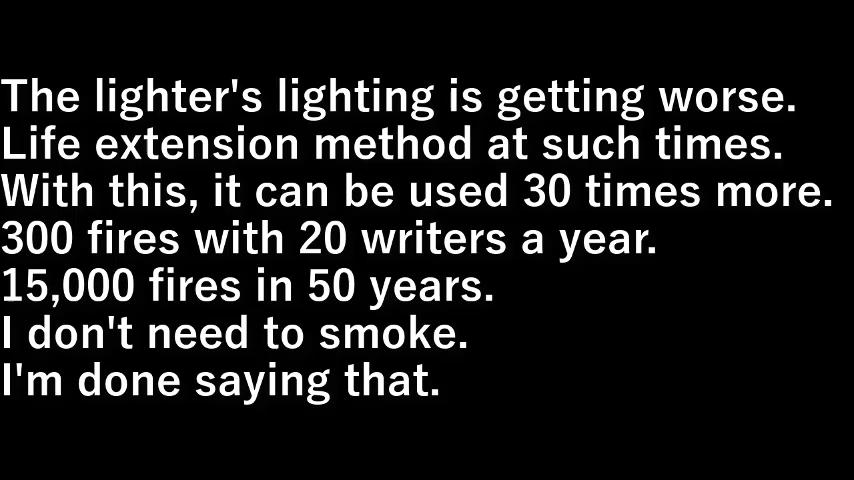 The lighter's lighting is getting worse.
Life extension method at such times.
With this, it can be used 30 times more.
300 fires with 20 writers a year.
15,000 fires in 50 years.
I don't need to smoke.
I'm done saying that.